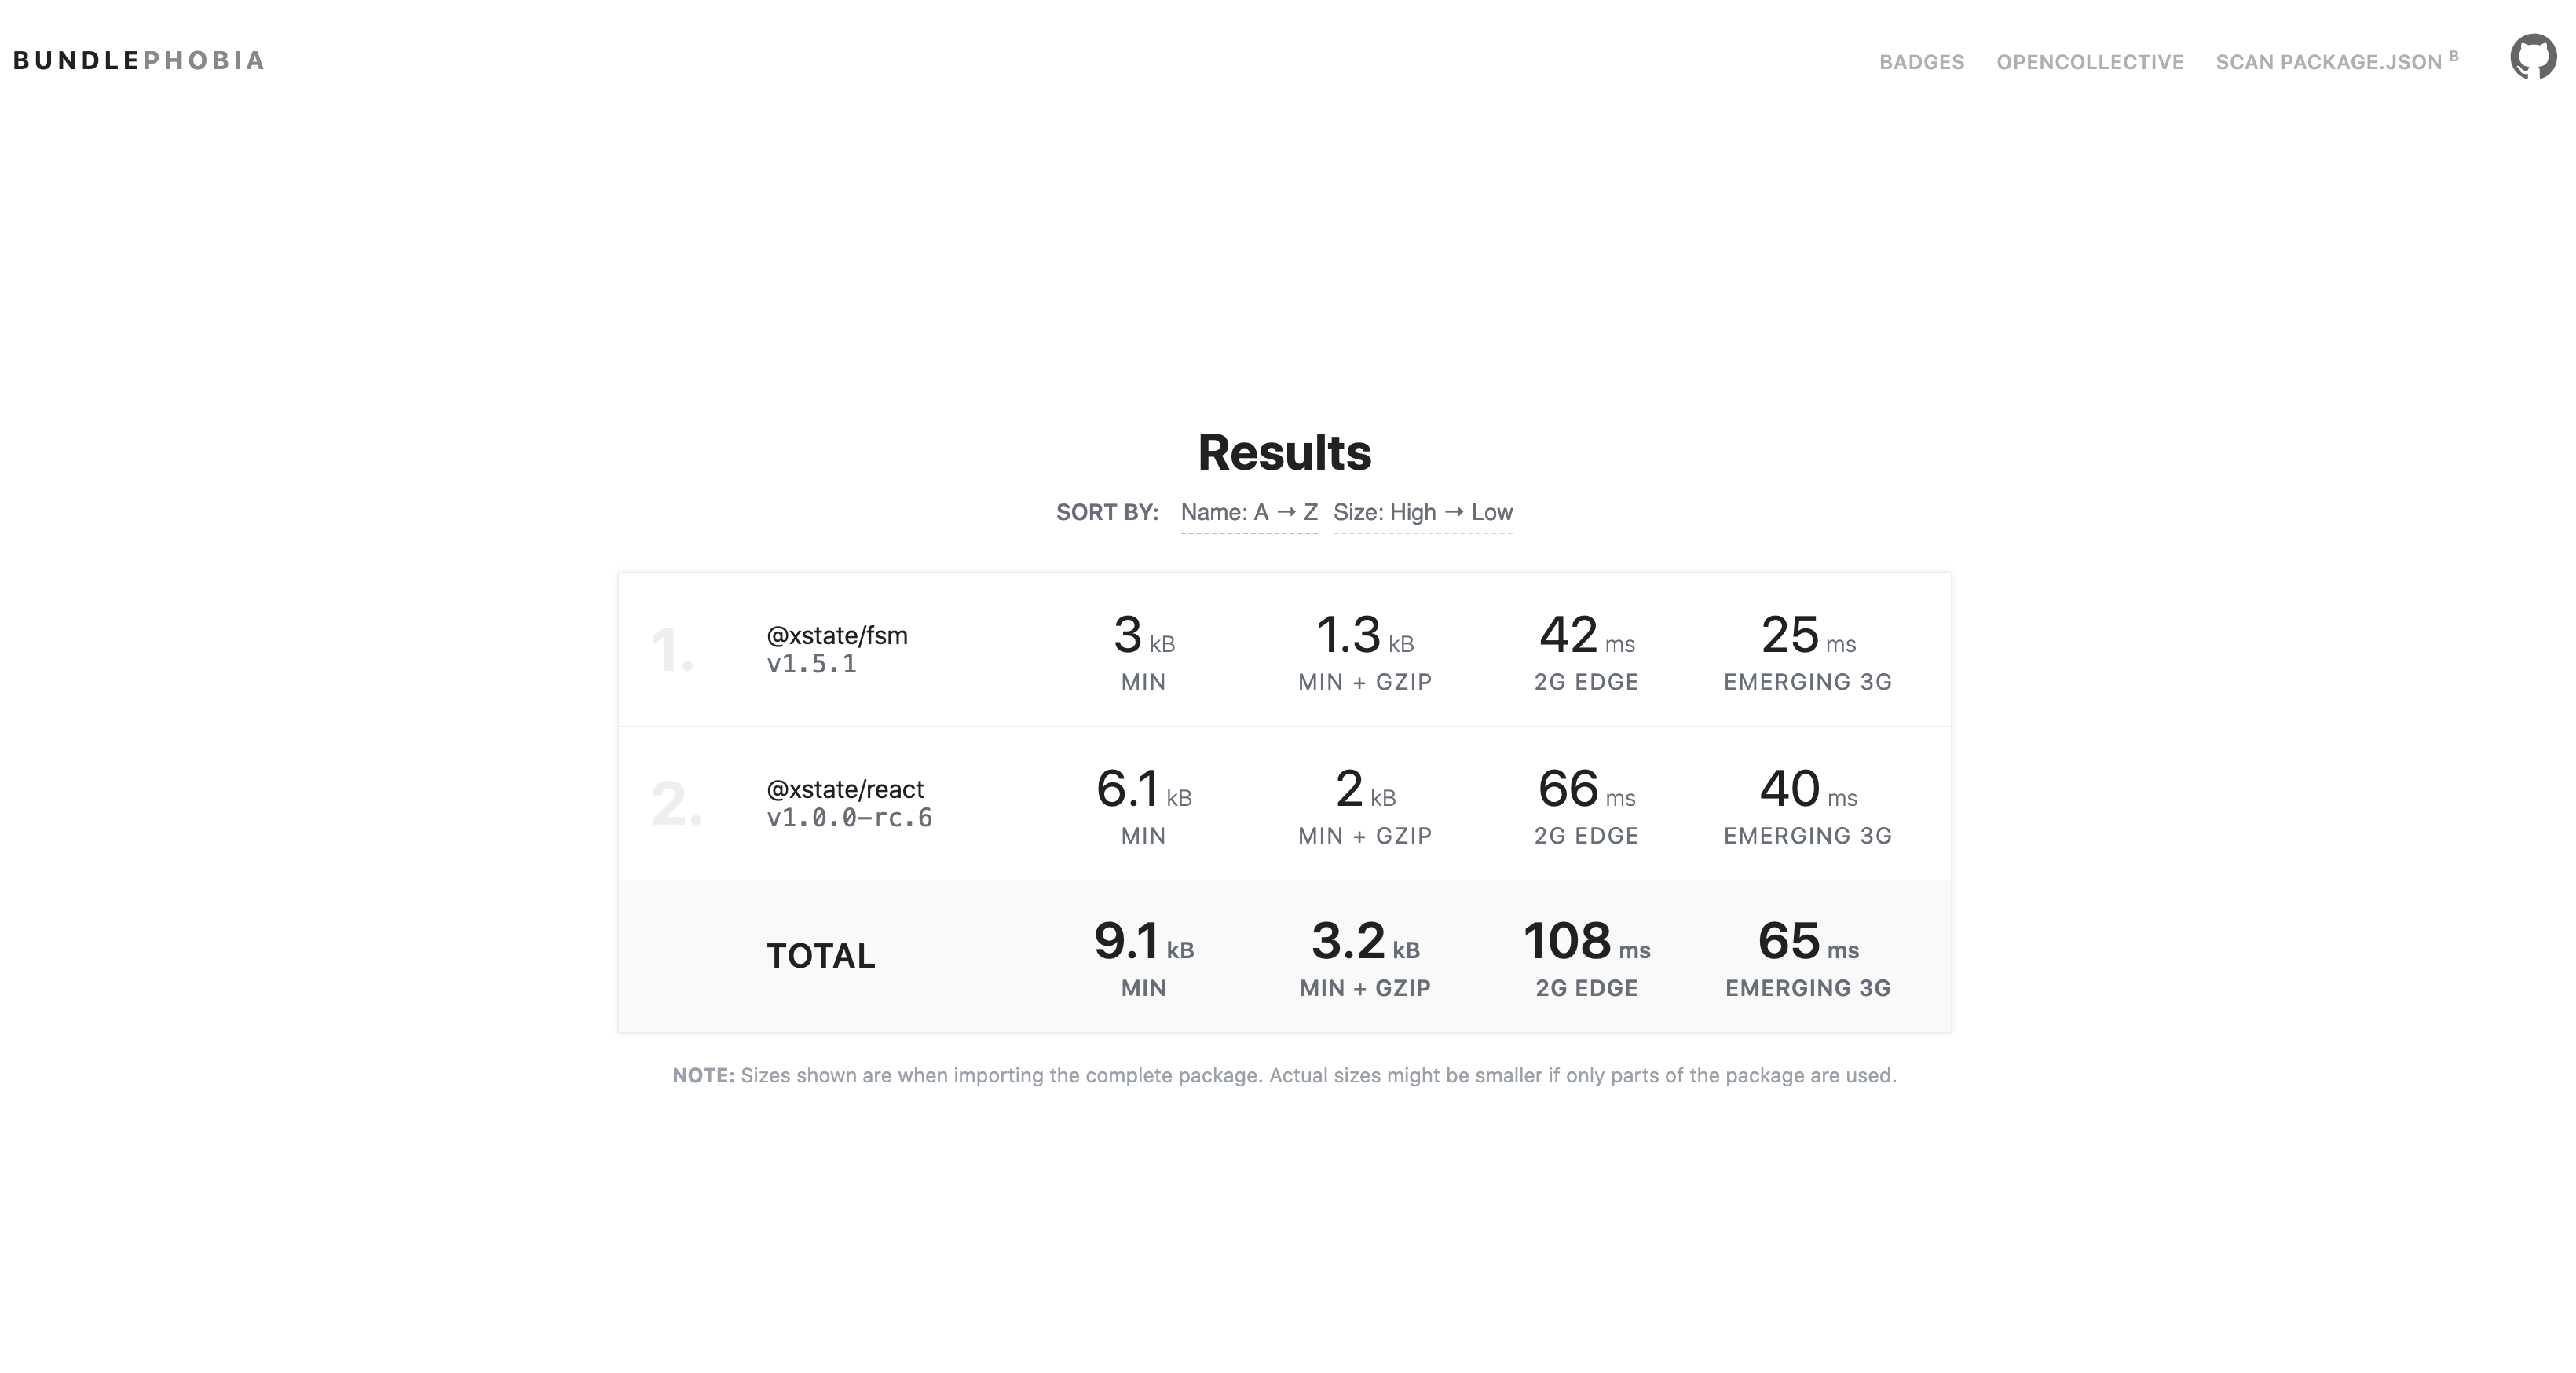 BUNDLEPHOBIA
BADGES OPENCOLLECTIVE SCAN PACKAGE.JSON B
Results
SORT BY: Name: A → Z Size: High → Low
1. @xstate/fsm 3 kB 1.3 kB 42 ms 25 ms
v1.5.1 MIN MIN + GZIP 2G EDGE EMERGING 3G
2. @xstate/react 6.1 kB 2 kB 66 ms 40 ms
v1.0.0-rc.6 MIN MIN + GZIP 2G EDGE EMERGING 3G
TOTAL 9.1 kB 3.2 kB 108 ms 65 ms
MIN MIN + GZIP 2G EDGE EMERGING 3G
NOTE: Sizes shown are when importing the complete package. Actual sizes might be smaller if only parts of the package are used.